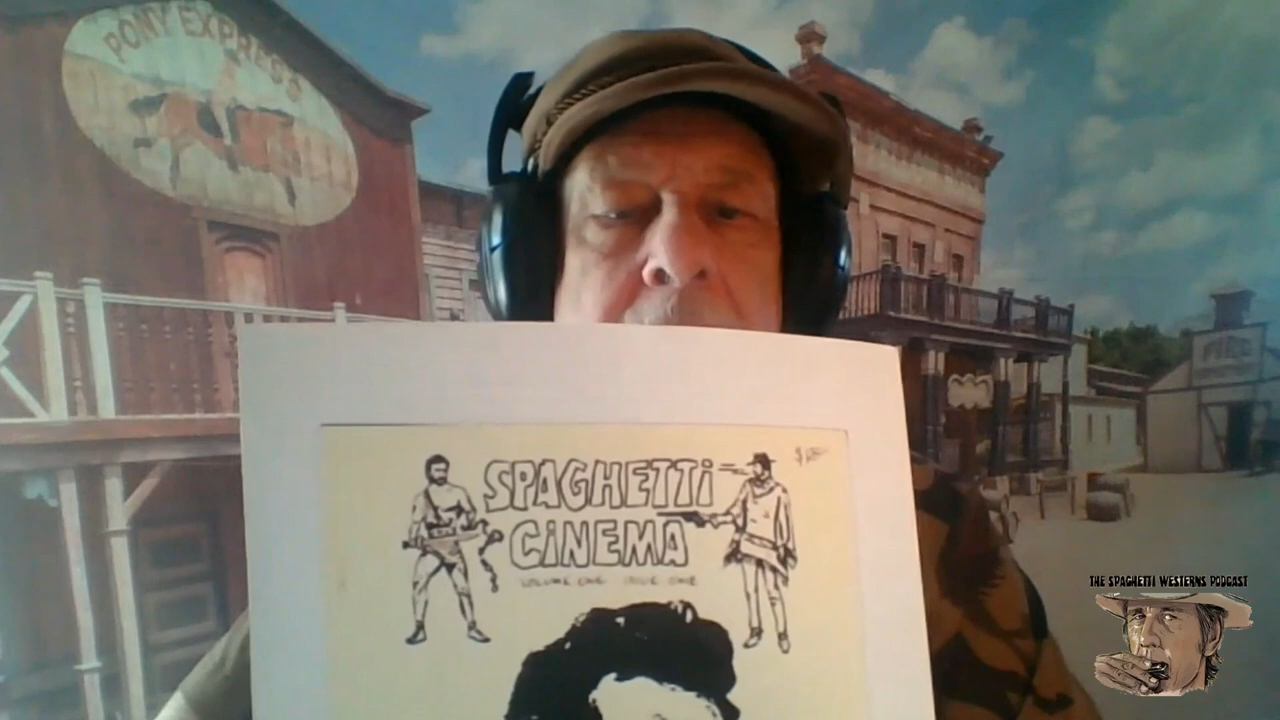 PONY EXPRESS
SPAGHETTi
CiNEMA
VOLUME ONE ISSUE ONE
THE SPAGHETTI WESTERNS PODCAST